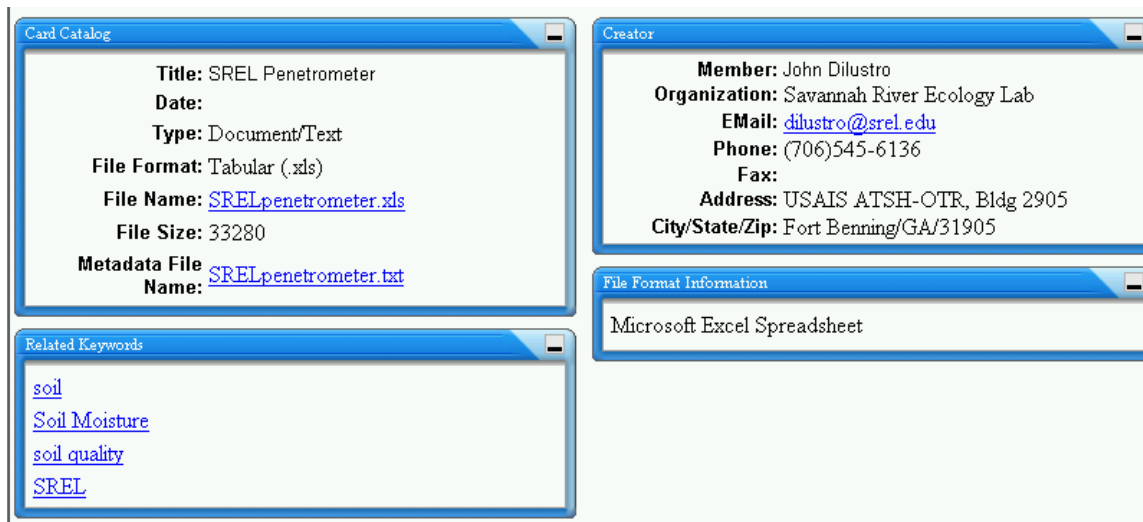 Card Catalog
Title: SREL Penetrometer
Date:
Type: Document/Text
File Format: Tabular (.xls)
File Name: SRELpenetrometer.xls
File Size: 33280
Metadata File
Name: SRELpenetrometer.txt
Related Keywords
soil
Soil Moisture
soil quality
SREL
Creator
Member: John Dilustro
Organization: Savannah River Ecology Lab
EMail: dilustro@srel.edu
Phone: (706)545-6136
Fax:
Address: USAIS ATSH-OTR, Bldg 2905
City/State/Zip: Fort Benning/GA/31905
File Format Information
Microsoft Excel Spreadsheet